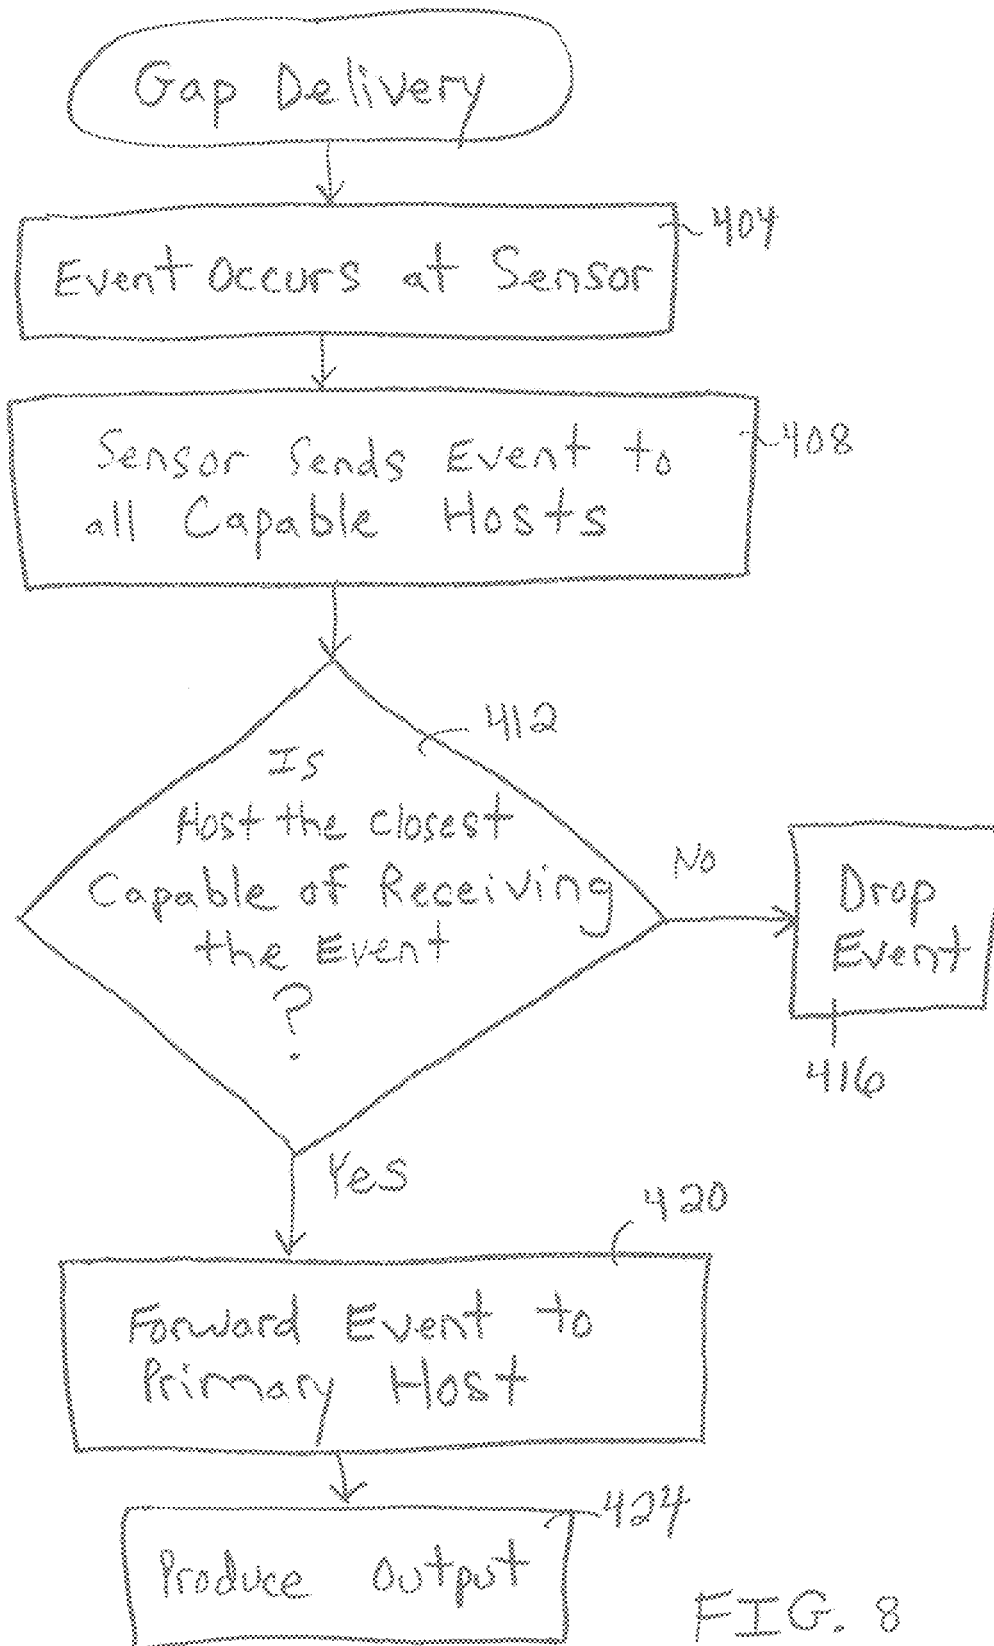 Gap Delivery
404
Event Occurs at Sensor
408
Sensor Sends Event to
all Capable Hosts
412
Is
Host the Closest
Capable of Receiving
the Event
?
No
Drop
Event
416
Yes
420
Forward Event to
Primary Host
424
Produce Output
FIG. 8